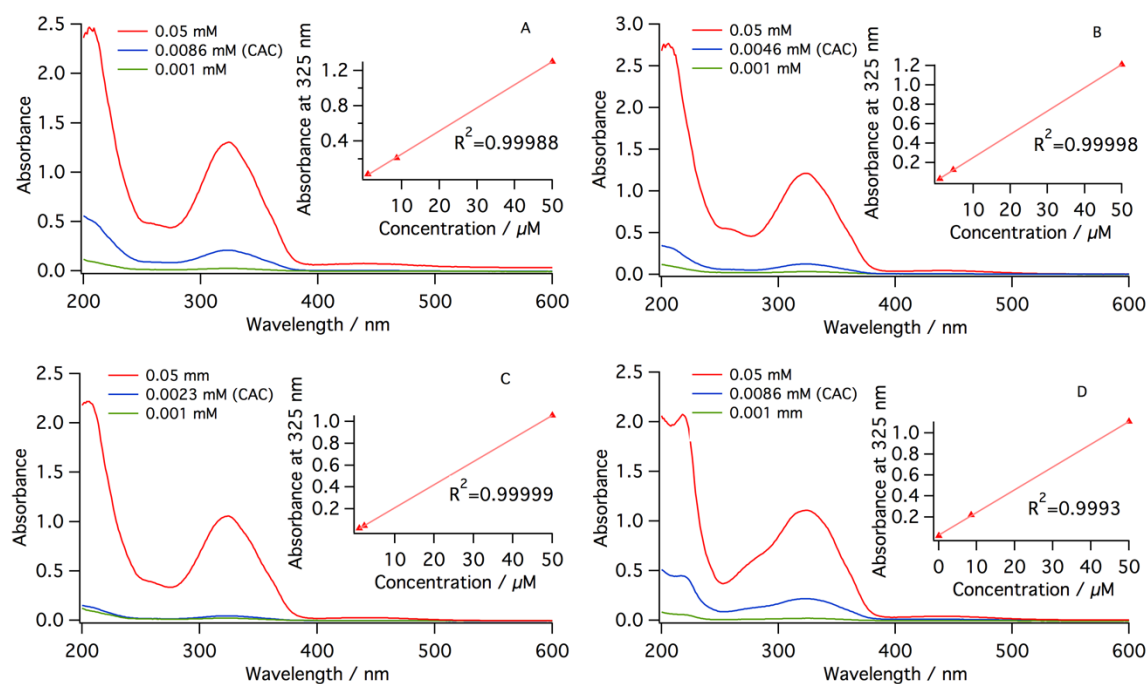 A
0.05 mM
0.0086 mM (CAC)
0.001 mM
2.5
2.0
1.5
1.0
0.5
0.0
Absorbance
200
300
400
500
600
Wavelength / nm
Absorbance at 325 nm
1.2
0.8
0.4
R²=0.99988
10
20
30
40
50
Concentration / µM
B
0.05 mM
0.0046 mM (CAC)
0.001 mM
3.0
2.5
2.0
1.5
1.0
0.5
0.0
Absorbance
200
300
400
500
600
Wavelength / nm
Absorbance at 325 nm
1.2
1.0
0.8
0.6
0.4
0.2
R²=0.99998
10
20
30
40
50
Concentration / µM
C
0.05 mm
0.0023 mM (CAC)
0.001 mM
2.5
2.0
1.5
1.0
0.5
0.0
Absorbance
200
300
400
500
600
Wavelength / nm
Absorbance at 325 nm
1.0
0.8
0.6
0.4
0.2
R²=0.99999
10
20
30
40
50
Concentration / µM
D
0.05 mM
0.0086 mM (CAC)
0.001 mm
2.5
2.0
1.5
1.0
0.5
0.0
Absorbance
200
300
400
500
600
Wavelength / nm
Absorbance at 325 nm
1.0
0.8
0.6
0.4
0.2
R²=0.9993
0
10
20
30
40
50
Concentration / µM